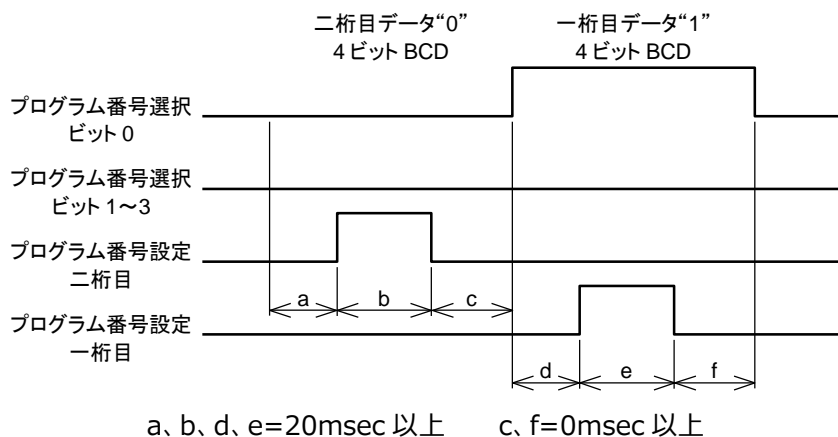 二桁目データ“0”
4 ビット BCD
一桁目データ“1”
4 ビット BCD
プログラム番号選択
ビット 0
プログラム番号選択
ビット 1～3
プログラム番号設定
二桁目
a
b
c
プログラム番号設定
一桁目
d
e
f
a、b、d、e=20msec 以上 c、f=0msec 以上